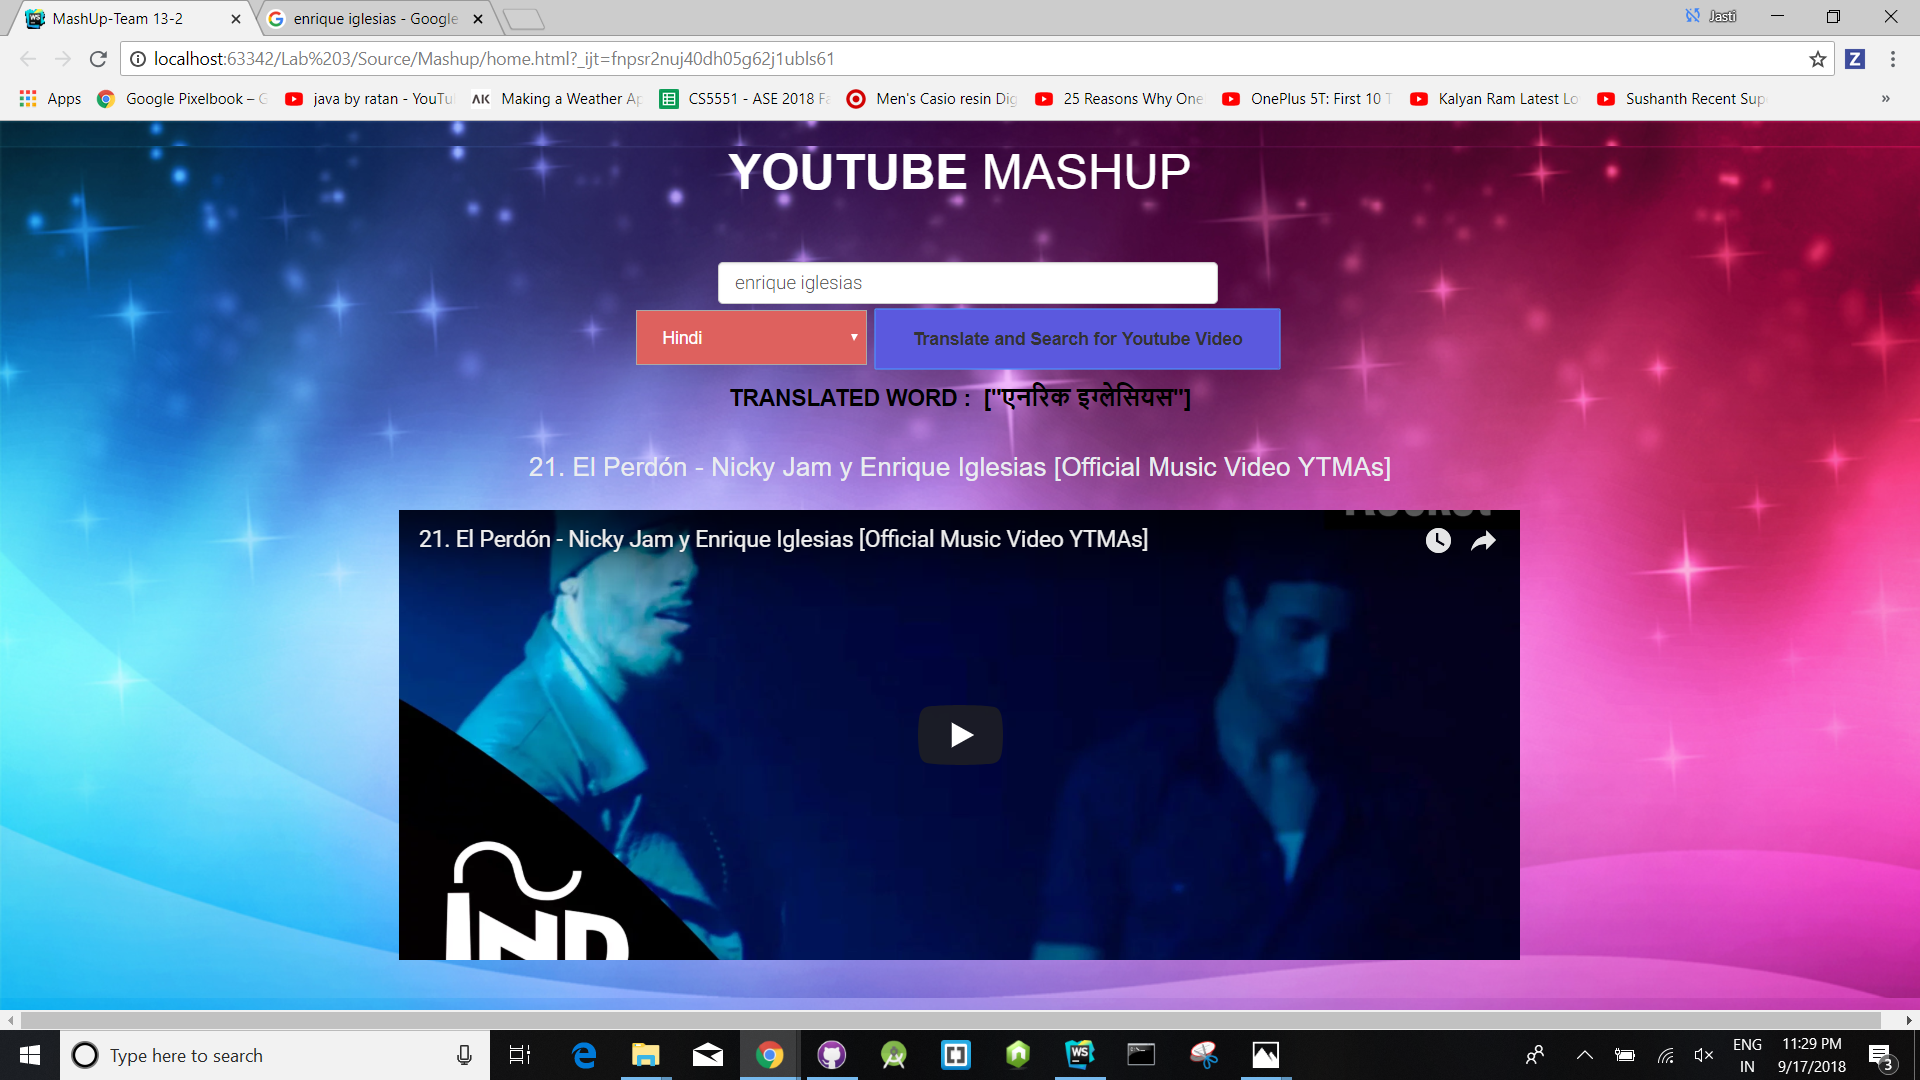 MashUp-Team 13-2
enrique iglesias - Google
Jasti
localhost:63342/Lab%203/Source/Mashup/home.html?_ijt=fnpsr2nuj40dh05g62j1ubls61
Apps Google Pixelbook – G java by ratan - YouTu Making a Weather Ap CS5551 - ASE 2018 Fa Men's Casio resin Dig 25 Reasons Why One OnePlus 5T: First 10 T Kalyan Ram Latest Lo Sushanth Recent Sup »
YOUTUBE MASHUP
enrique iglesias
Hindi
Translate and Search for Youtube Video
TRANSLATED WORD : ["एनरिक इग्लेसियस"]
21. El Perdón - Nicky Jam y Enrique Iglesias [Official Music Video YTMAs]
21. El Perdón - Nicky Jam y Enrique Iglesias [Official Music Video YTMAs]
Type here to search
ENG
IN
11:29 PM
9/17/2018
3